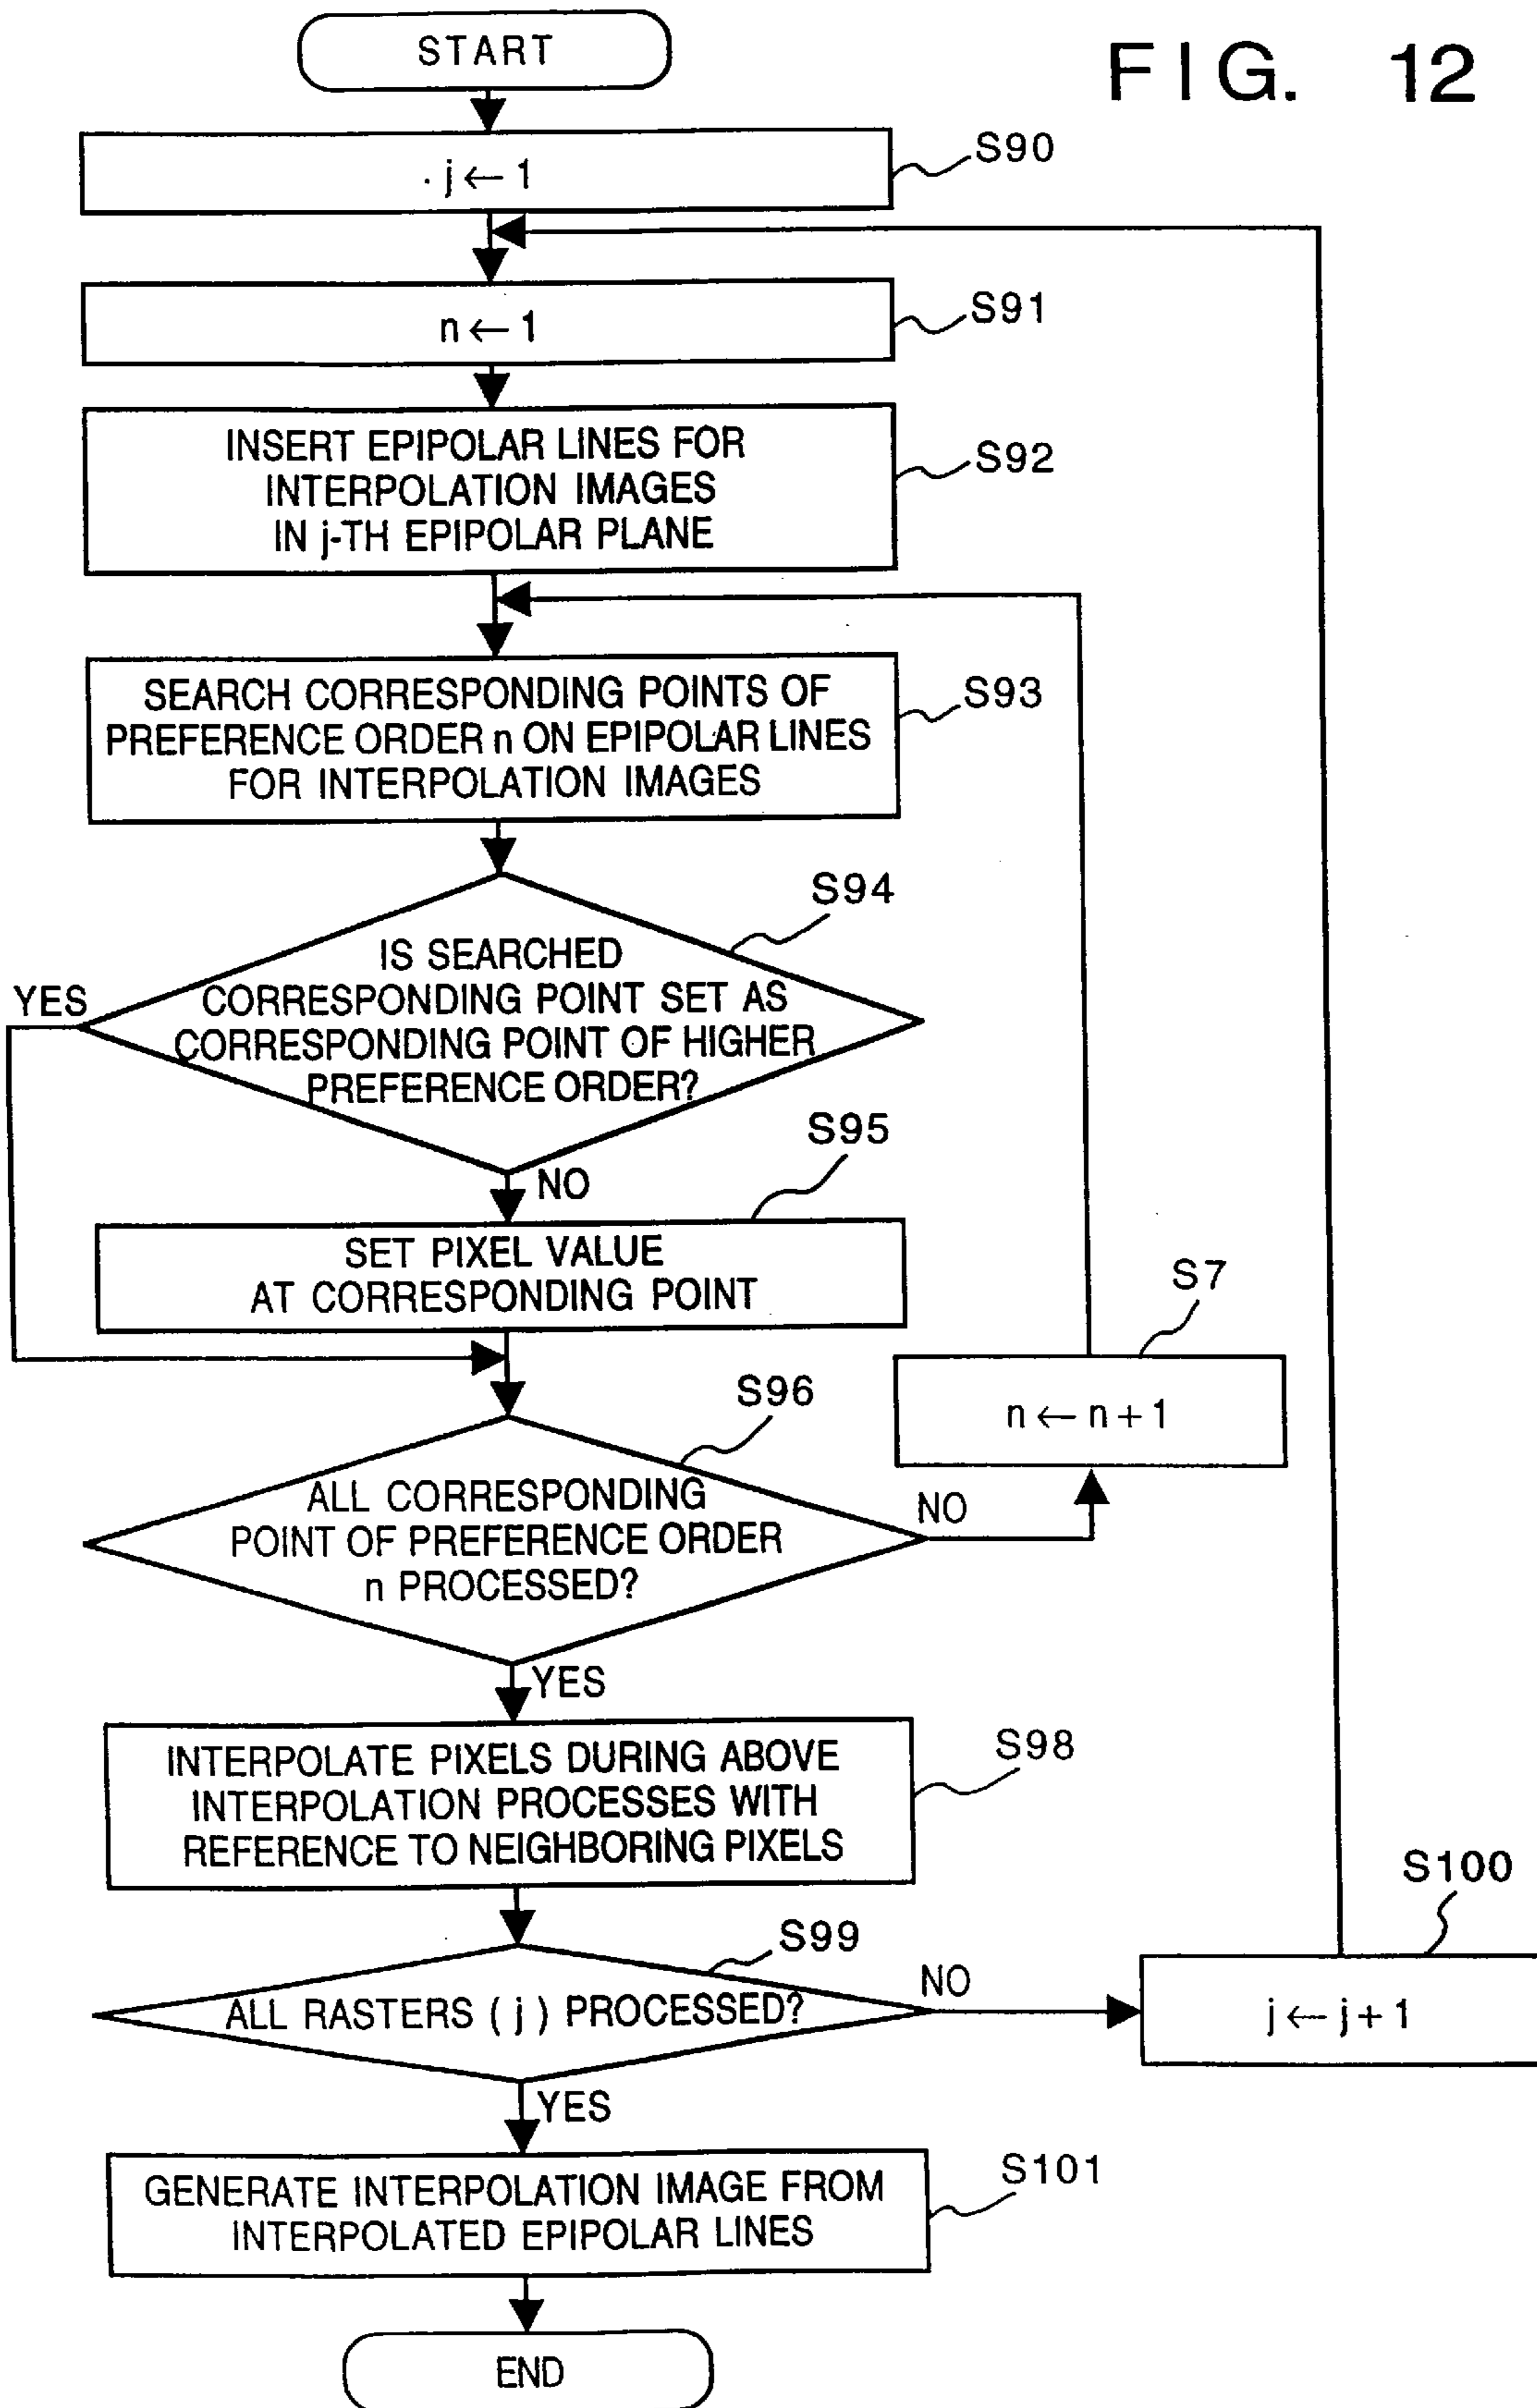 FIG. 12
START
j ← 1
S90
n ← 1
S91
INSERT EPIPOLAR LINES FOR
INTERPOLATION IMAGES
IN j-TH EPIPOLAR PLANE
S92
SEARCH CORRESPONDING POINTS OF
PREFERENCE ORDER n ON EPIPOLAR LINES
FOR INTERPOLATION IMAGES
S93
S94
IS SEARCHED
CORRESPONDING POINT SET AS
CORRESPONDING POINT OF HIGHER
PREFERENCE ORDER?
YES
NO
S95
SET PIXEL VALUE
AT CORRESPONDING POINT
S7
n ← n + 1
S96
ALL CORRESPONDING
POINT OF PREFERENCE ORDER
n PROCESSED?
NO
YES
INTERPOLATE PIXELS DURING ABOVE
INTERPOLATION PROCESSES WITH
REFERENCE TO NEIGHBORING PIXELS
S98
S99
ALL RASTERS ( j ) PROCESSED?
NO
S100
j ← j + 1
YES
GENERATE INTERPOLATION IMAGE FROM
INTERPOLATED EPIPOLAR LINES
S101
END